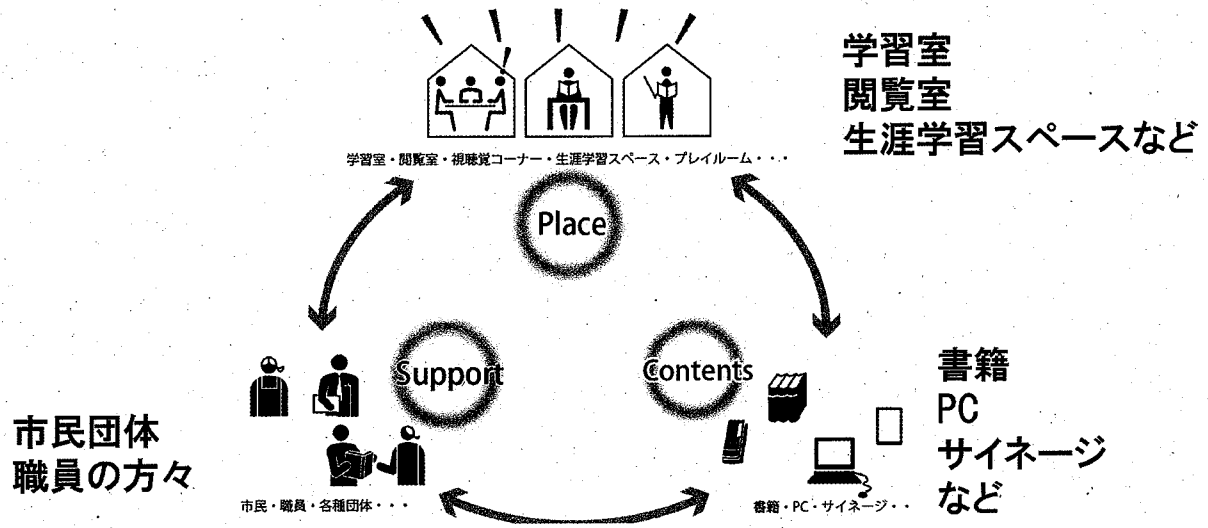 学習室
閲覧室
生涯学習スペースなど
学習室・閲覧室・視聴覚コーナー・生涯学習スペース・プレイルーム・・・
Place
Support
Contents
市民団体
職員の方々
書籍
PC
サイネージ
など
市民・職員・各種団体・・・
書籍・PC・サイネージ・・